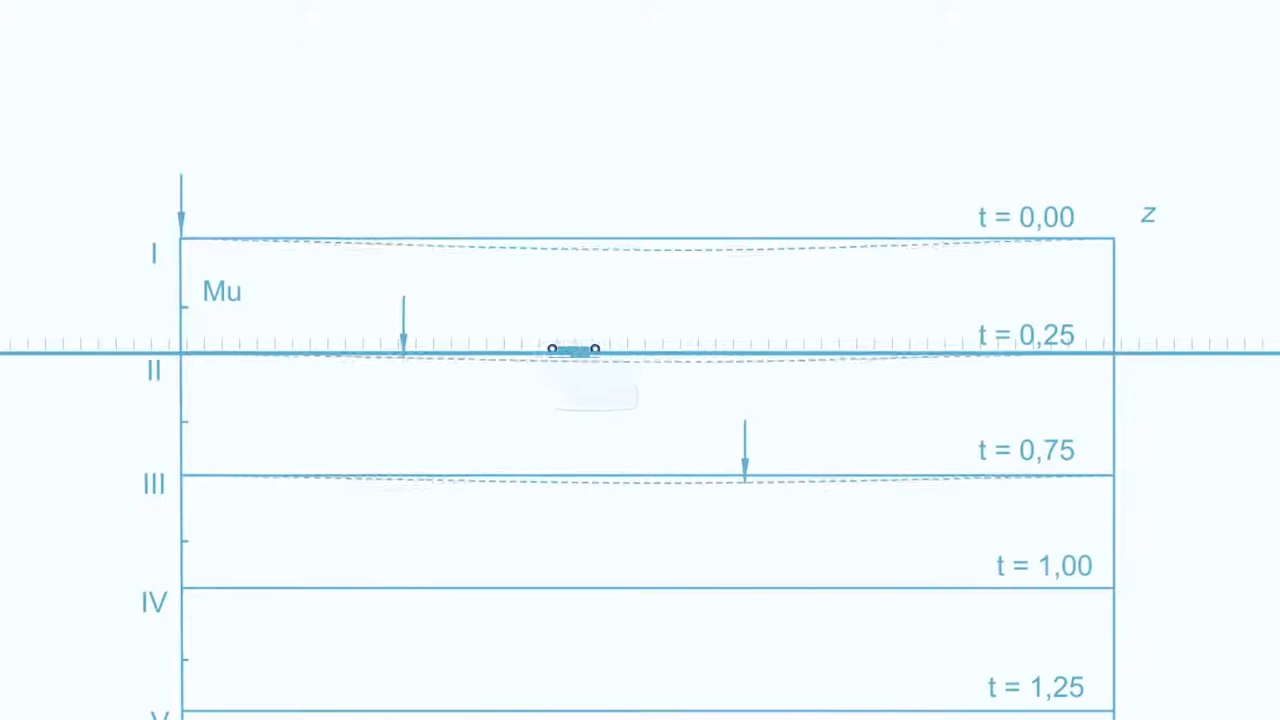 t = 0,00
z
I
Mu
t = 0,25
II
t = 0,75
III
t = 1,00
IV
t = 1,25
V